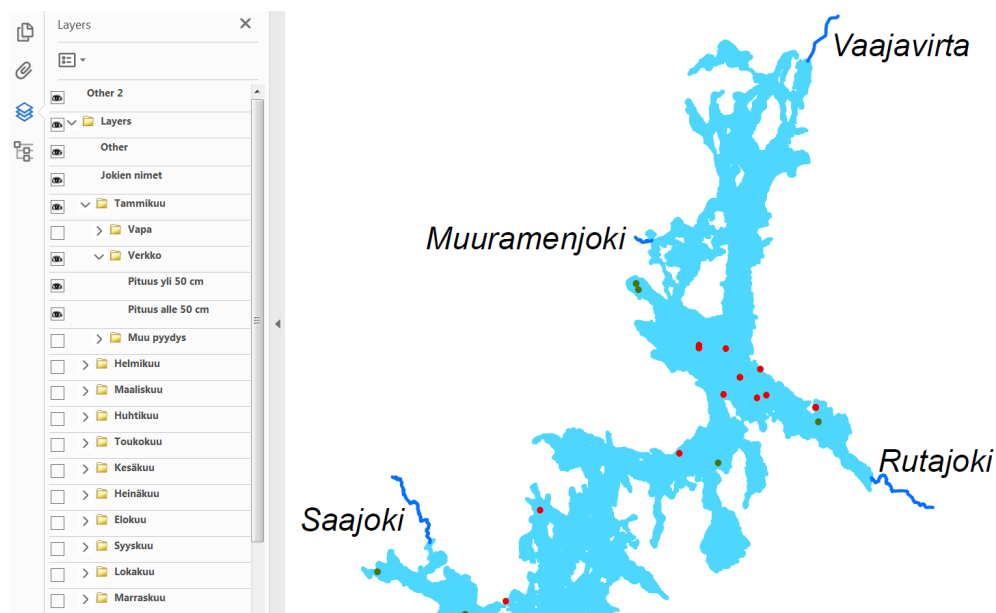 Layers
Other 2
Layers
Other
Jokien nimet
Tammikuu
Vapa
Verkko
Pituus yli 50 cm
Pituus alle 50 cm
Muu pyydys
Helmikuu
Maaliskuu
Huhtikuu
Toukokuu
Kesäkuu
Heinäkuu
Elokuu
Syyskuu
Lokakuu
Marraskuu
Vaajavirta
Muuramenjoki
Rutajoki
Saajoki